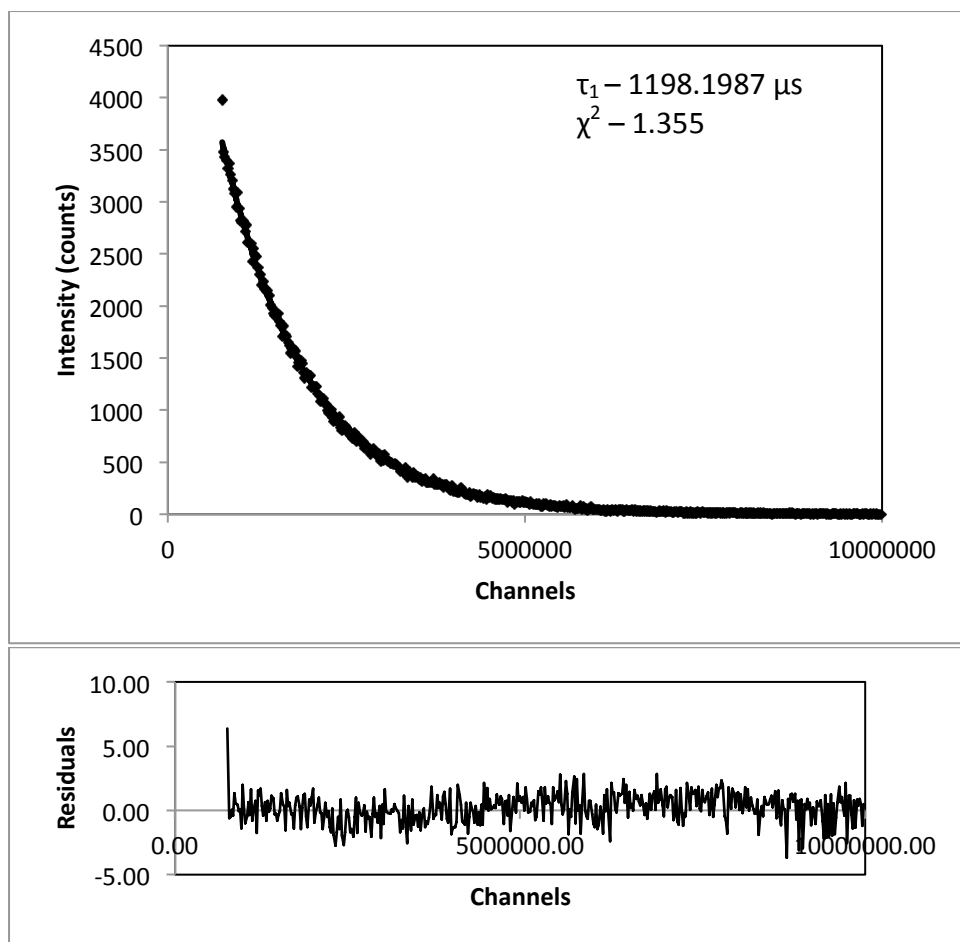 4500
4000
3500
3000
2500
2000
1500
1000
500
0
Intensity (counts)
τ₁ – 1198.1987 µs
χ² – 1.355
0 5000000 10000000
Channels
10.00
5.00
0.00
-5.00
Residuals
0.00 5000000.00 10000000.00
Channels